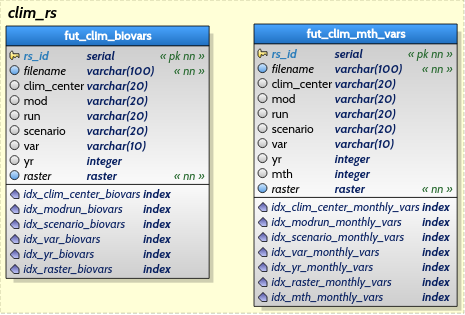 clim_rs
fut_clim_biovars
rs_id serial « pk nn »
filename varchar(100) « nn »
clim_center varchar(20)
mod varchar(20)
run varchar(20)
scenario varchar(20)
var varchar(10)
yr integer
raster raster « nn »
idx_clim_center_biovars index
idx_modrun_biovars index
idx_scenario_biovars index
idx_var_biovars index
idx_yr_biovars index
idx_raster_biovars index
fut_clim_mth_vars
rs_id serial « pk nn »
filename varchar(100) « nn »
clim_center varchar(20)
mod varchar(20)
run varchar(20)
scenario varchar(20)
var varchar(10)
yr integer
mth integer
raster raster « nn »
idx_clim_center_monthly_vars index
idx_modrun_monthly_vars index
idx_scenario_monthly_vars index
idx_var_monthly_vars index
idx_yr_monthly_vars index
idx_raster_monthly_vars index
idx_mth_monthly_vars index